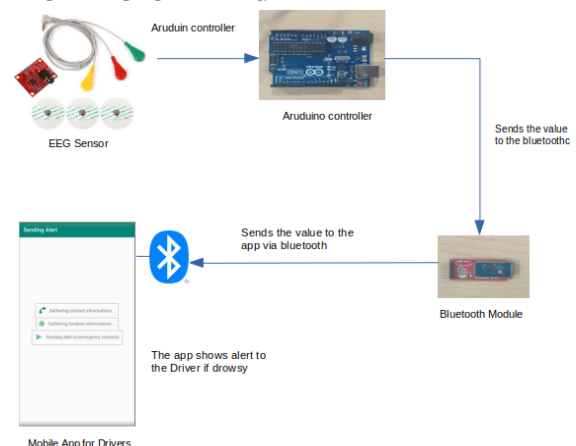 Aruduin controller
EEG Sensor
Aruduino controller
Sends the value
to the bluetoothc
Sends the value to the
app via bluetooth
Bluetooth Module
Sending Alert
Gathering contact informations...
Gathering location informations...
Sending alert to emergency contacts
The app shows alert to
the Driver if drowsy
Mobile App for Drivers